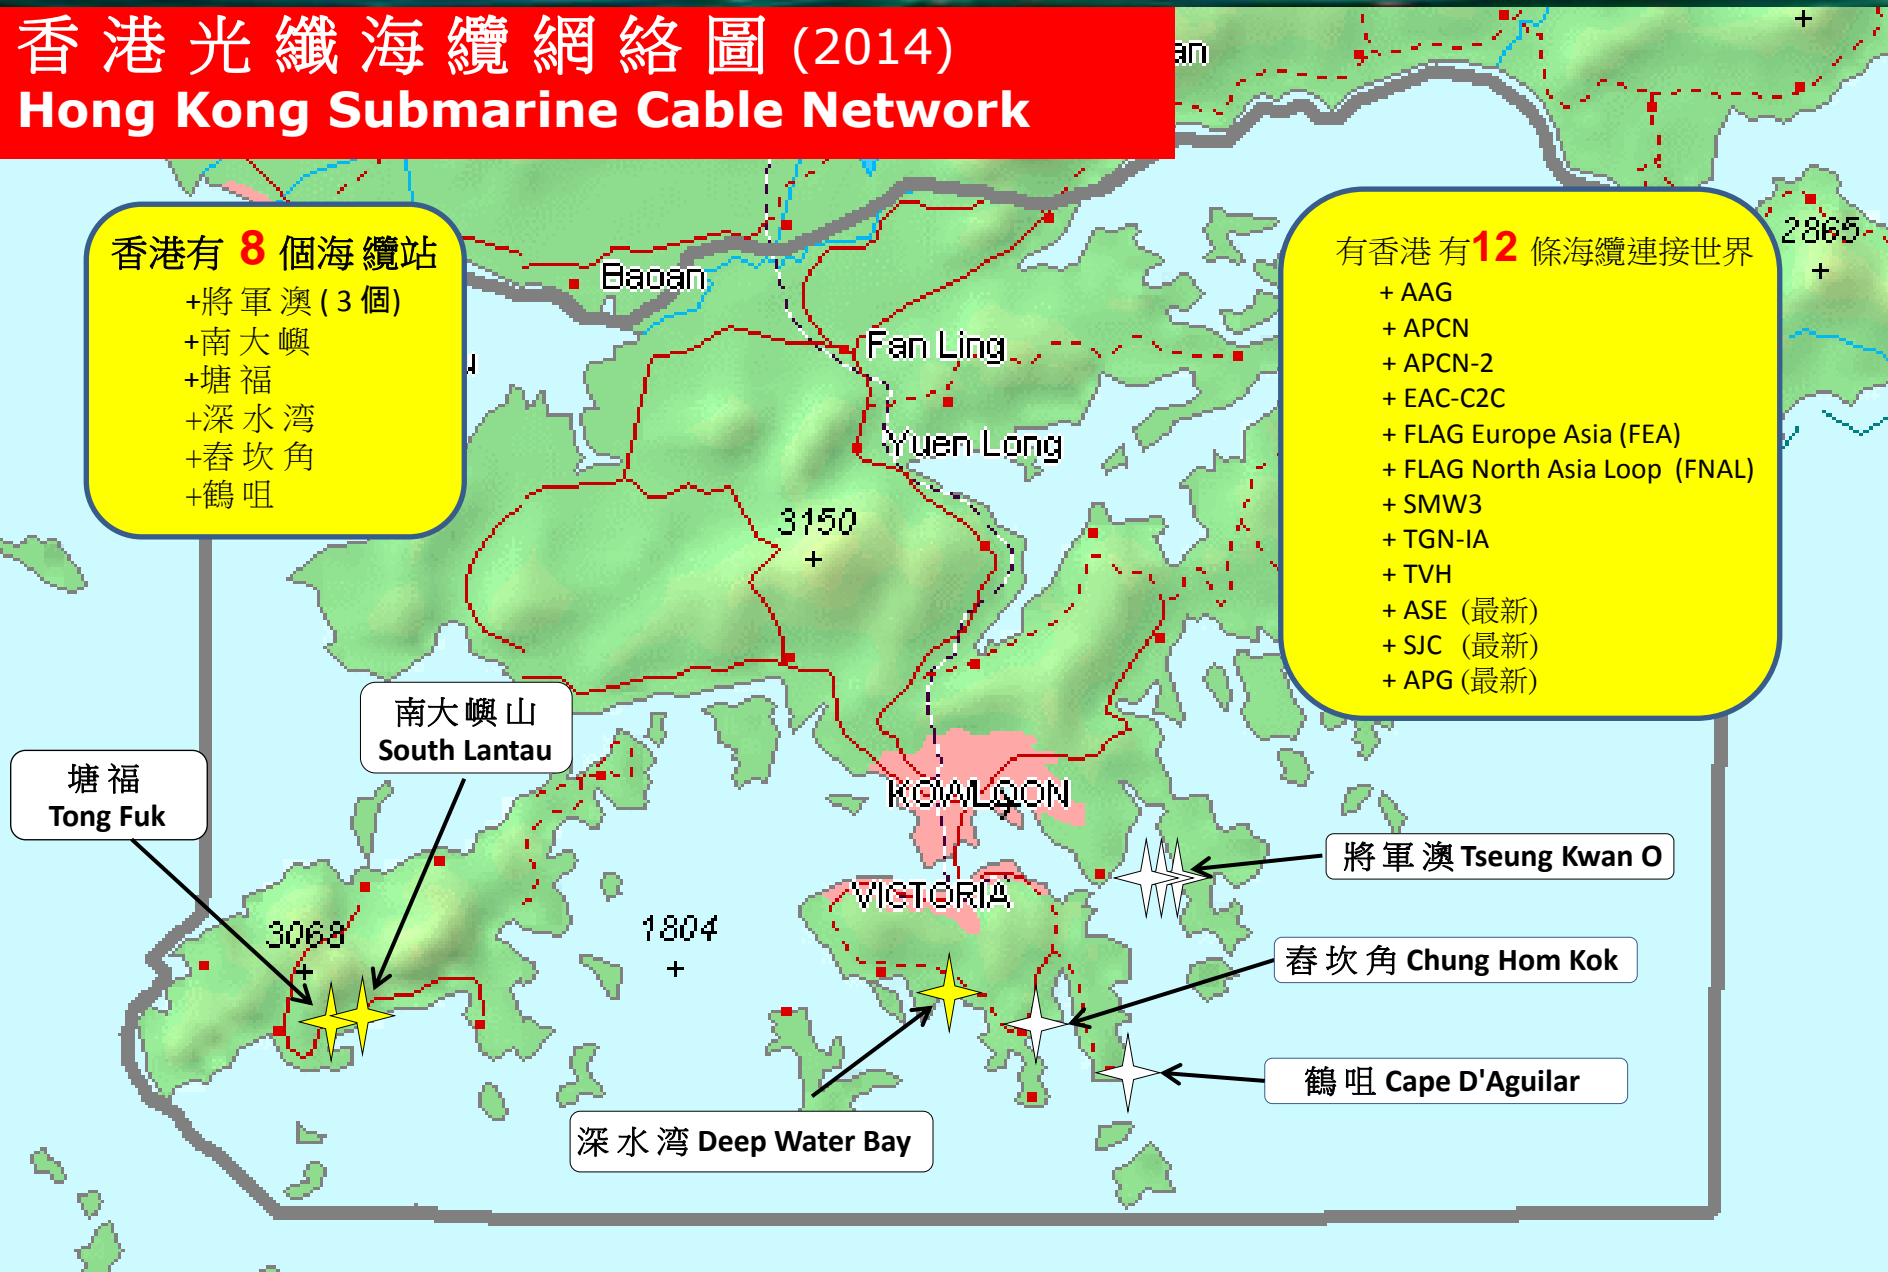 香港光纖海纜網絡圖 (2014)
Hong Kong Submarine Cable Network
香港有 8 個海纜站
+將軍澳 ( 3 個)
+南大嶼
+塘福
+深水湾
+舂坎角
+鶴咀
有香港有12 條海纜連接世界
+ AAG
+ APCN
+ APCN-2
+ EAC-C2C
+ FLAG Europe Asia (FEA)
+ FLAG North Asia Loop (FNAL)
+ SMW3
+ TGN-IA
+ TVH
+ ASE (最新)
+ SJC (最新)
+ APG (最新)
2865
Baoan
Fan Ling
Yuen Long
3150
南大嶼山
South Lantau
塘福
Tong Fuk
KOWLOON
將軍澳 Tseung Kwan O
VICTORIA
3068
1804
舂坎角 Chung Hom Kok
鶴咀 Cape D'Aguilar
深水湾 Deep Water Bay